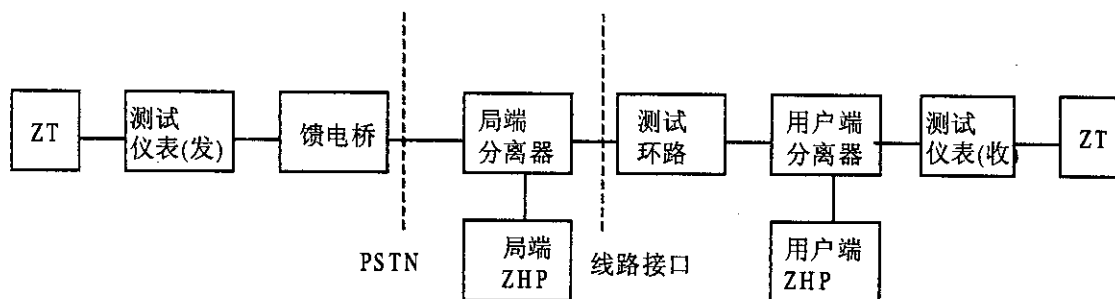 ZT
测试
仪表(发)
馈电桥
局端
分离器
测试
环路
用户端
分离器
测试
仪表(收)
ZT
PSTN
局端
ZHP
线路接口
用户端
ZHP